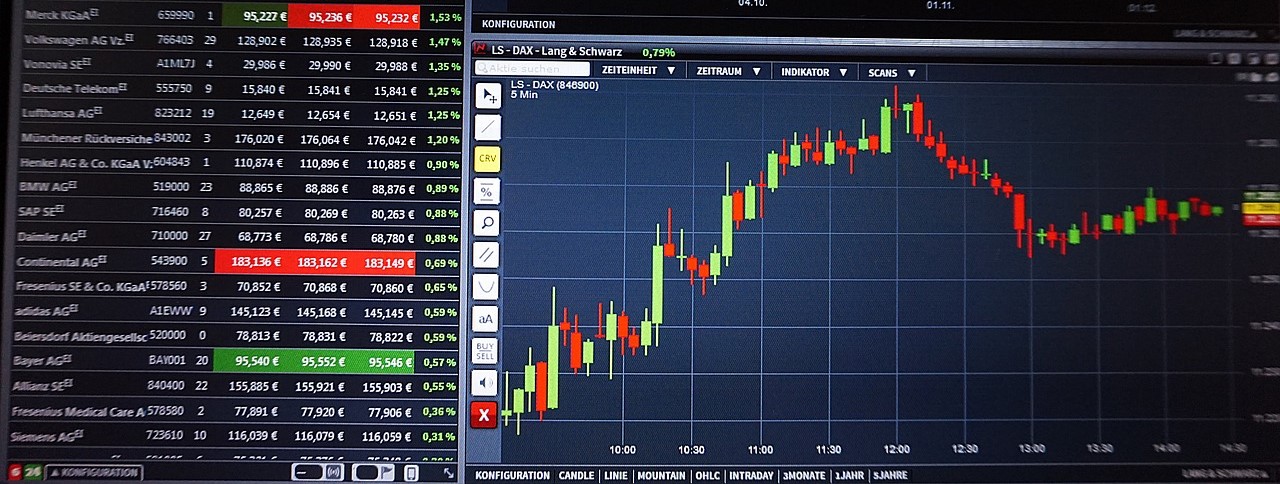 Merck KGaA EI 659990 1 95,227 € 95,236 € 95,232 € 1,53 %
Volkswagen AG Vz. EI 766403 29 128,902 € 128,935 € 128,918 € 1,47 %
Vonovia SE EI A1ML7J 4 29,986 € 29,990 € 29,988 € 1,35 %
Deutsche Telekom EI 555750 9 15,840 € 15,841 € 15,841 € 1,25 %
Lufthansa AG EI 823212 19 12,649 € 12,654 € 12,651 € 1,25 %
Münchener Rückversiche 843002 3 176,020 € 176,064 € 176,042 € 1,20 %
Henkel AG & Co. KGaA V: 604843 1 110,874 € 110,896 € 110,885 € 0,90 %
BMW AG EI 519000 23 88,865 € 88,886 € 88,876 € 0,89 %
SAP SE EI 716460 8 80,257 € 80,269 € 80,263 € 0,88 %
Daimler AG EI 710000 27 68,773 € 68,786 € 68,780 € 0,88 %
Continental AG EI 543900 5 183,136 € 183,162 € 183,149 € 0,69 %
Fresenius SE & Co. KGaA 578560 3 70,852 € 70,868 € 70,860 € 0,65 %
adidas AG EI A1EWW 9 145,123 € 145,168 € 145,145 € 0,59 %
Beiersdorf Aktiengesellsc 520000 0 78,813 € 78,831 € 78,822 € 0,59 %
Bayer AG EI BAY001 20 95,540 € 95,552 € 95,546 € 0,57 %
Allianz SE EI 840400 22 155,885 € 155,921 € 155,903 € 0,55 %
Fresenius Medical Care A 578580 2 77,891 € 77,920 € 77,906 € 0,36 %
Siemens AG EI 723610 10 116,039 € 116,079 € 116,059 € 0,31 %
6 24 KONFIGURATION
04.10. 01.11. 01.12
KONFIGURATION LANG & SCHWARZ
LS - DAX - Lang & Schwarz 0,79%
Aktie suchen ZEITEINHEIT ZEITRAUM INDIKATOR SCANS
LS - DAX (846900)
5 Min
CRV
%
aA
BUY
SELL
X
10:00 10:30 11:00 11:30 12:00 12:30 13:00 13:30 14:00 14:30
KONFIGURATION CANDLE LINIE MOUNTAIN OHLC INTRADAY 3MONATE 1JAHR 5JAHRE LANG & SCHWARZ